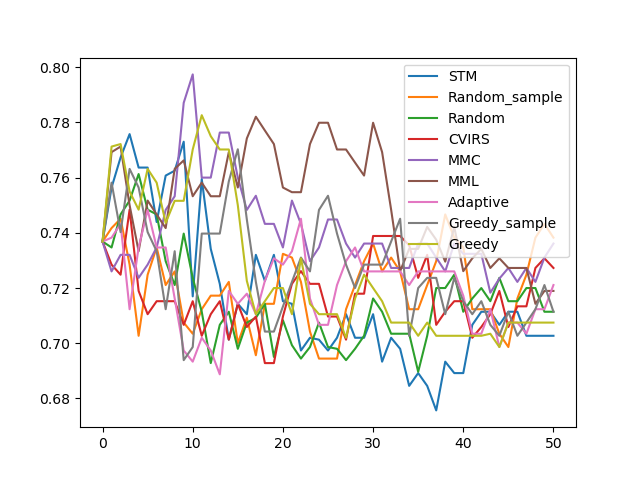 0.80
0.78
0.76
0.74
0.72
0.70
0.68
0
10
20
30
40
50
STM
Random_sample
Random
CVIRS
MMC
MML
Adaptive
Greedy_sample
Greedy